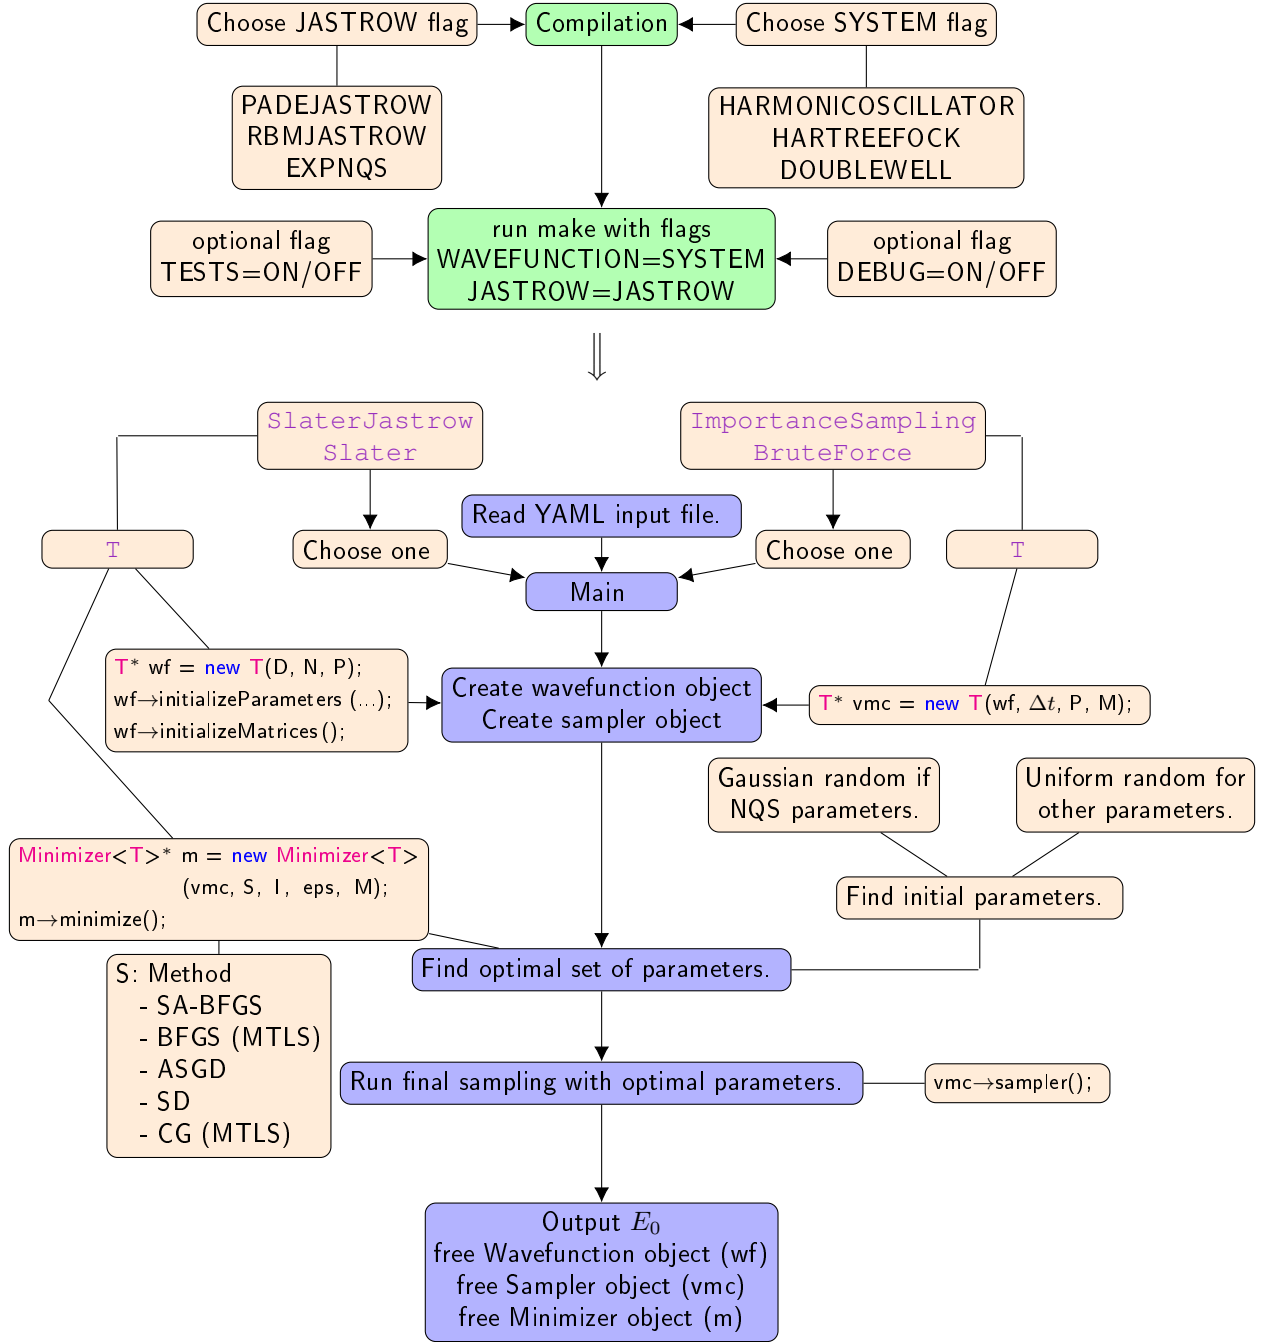 Choose JASTROW flag
Compilation
Choose SYSTEM flag
PADEJASTROW
RBMJASTROW
EXPNQS
HARMONICOSCILLATOR
HARTREEFOCK
DOUBLEWELL
optional flag
TESTS=ON/OFF
run make with flags
WAVEFUNCTION=SYSTEM
JASTROW=JASTROW
optional flag
DEBUG=ON/OFF
⇓
SlaterJastrow
Slater
ImportanceSampling
BruteForce
Read YAML input file.
T
Choose one
Choose one
T
Main
T* wf = new T(D, N, P);
wf→initializeParameters (...);
wf→initializeMatrices();
Create wavefunction object
Create sampler object
T* vmc = new T(wf, Δt, P, M);
Gaussian random if
NQS parameters.
Uniform random for
other parameters.
Minimizer<T>* m = new Minimizer<T>
(vmc, S, I, eps, M);
m→minimize();
Find initial parameters.
Find optimal set of parameters.
S: Method
- SA-BFGS
- BFGS (MTLS)
- ASGD
- SD
- CG (MTLS)
Run final sampling with optimal parameters.
vmc→sampler();
Output E₀
free Wavefunction object (wf)
free Sampler object (vmc)
free Minimizer object (m)